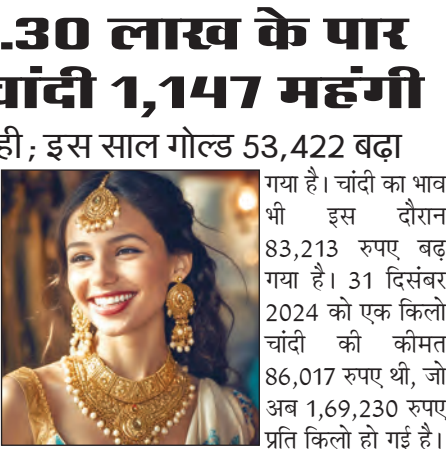 .30 लाख के पार
चांदी 1,147 महंगी
ही; इस साल गोल्ड 53,422 बढ़ा
गया है। चांदी का भाव
भी इस दौरान
83,213 रुपए बढ़
गया है। 31 दिसंबर
2024 को एक किलो
चांदी की कीमत
86,017 रुपए थी, जो
अब 1,69,230 रुपए
प्रति किलो हो गई है।